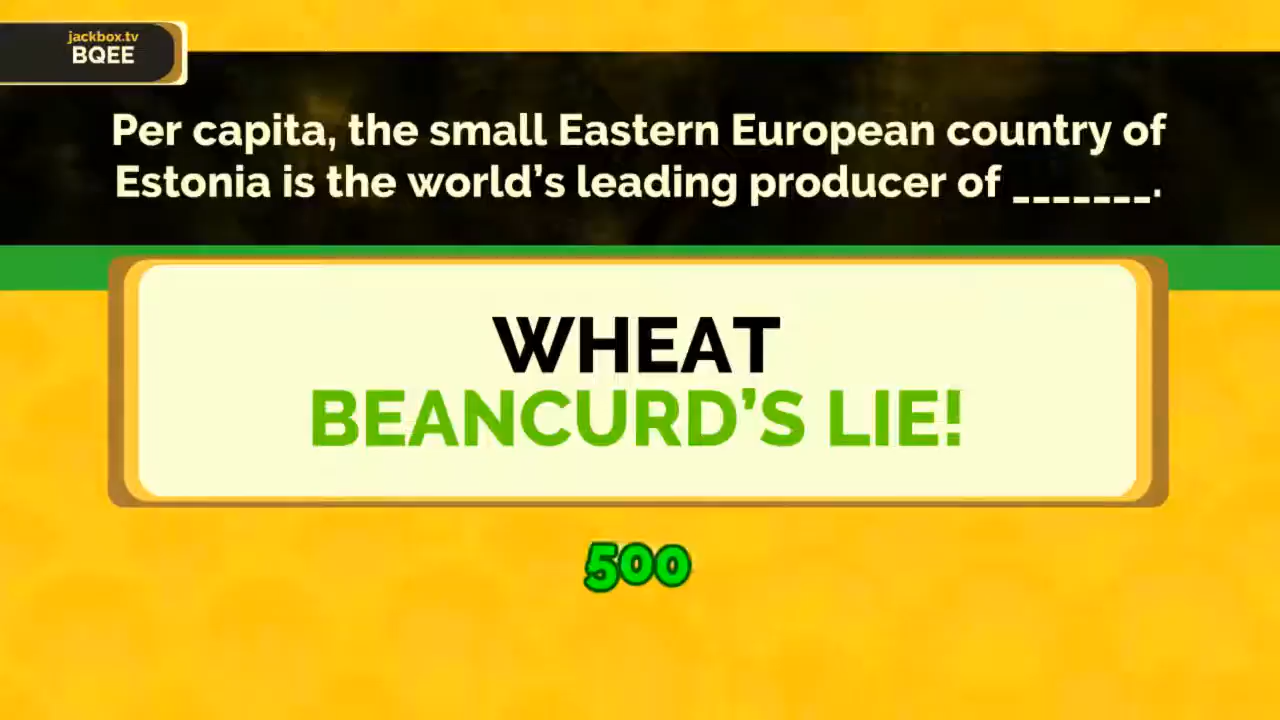 jackbox.tv
BQEE
Per capita, the small Eastern European country of
Estonia is the world’s leading producer of _______.
WHEAT
BEANCURD’S LIE!
500